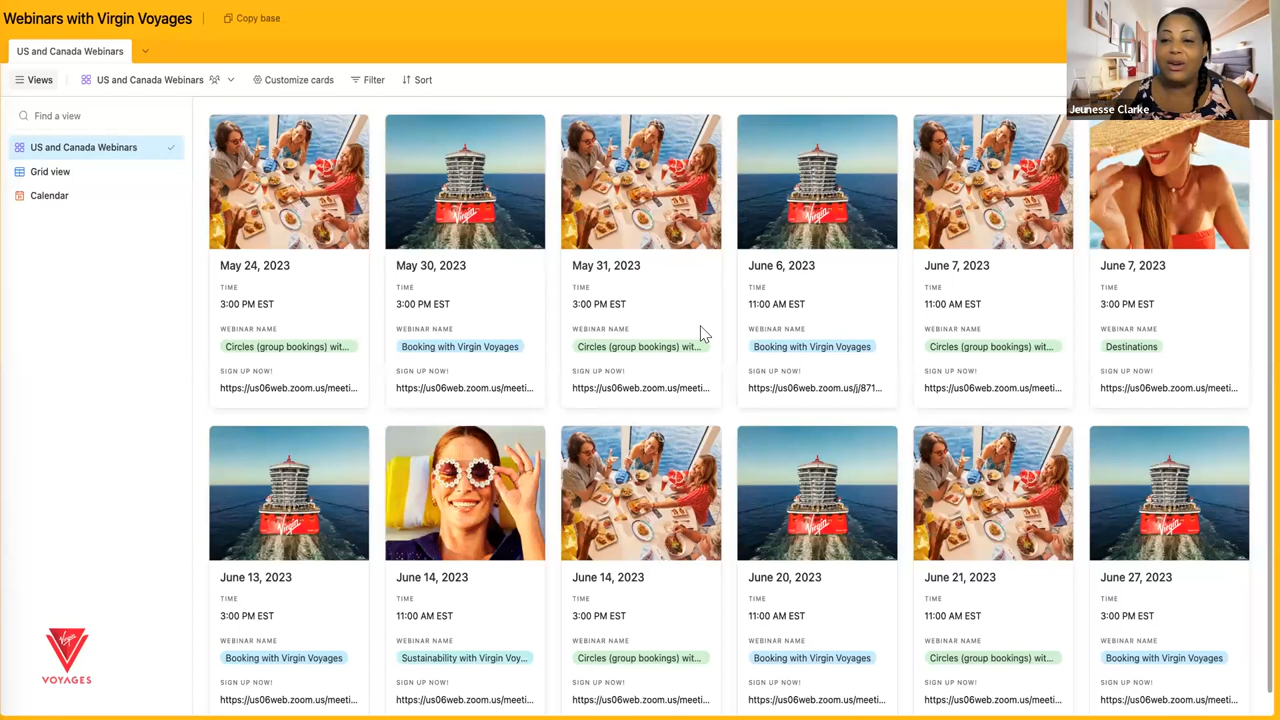 Webinars with Virgin Voyages
Copy base
US and Canada Webinars
Views
US and Canada Webinars
Customize cards
Filter
Sort
Jeunesse Clarke
Find a view
US and Canada Webinars
Grid view
Calendar
May 24, 2023
TIME
3:00 PM EST
WEBINAR NAME
Circles (group bookings) wit...
SIGN UP NOW!
https://us06web.zoom.us/meeti...
May 30, 2023
TIME
3:00 PM EST
WEBINAR NAME
Booking with Virgin Voyages
SIGN UP NOW!
https://us06web.zoom.us/meeti...
May 31, 2023
TIME
3:00 PM EST
WEBINAR NAME
Circles (group bookings) wit...
SIGN UP NOW!
https://us06web.zoom.us/meeti...
June 6, 2023
TIME
11:00 AM EST
WEBINAR NAME
Booking with Virgin Voyages
SIGN UP NOW!
https://us06web.zoom.us/j/871...
June 7, 2023
TIME
11:00 AM EST
WEBINAR NAME
Circles (group bookings) wit...
SIGN UP NOW!
https://us06web.zoom.us/meeti...
June 7, 2023
TIME
3:00 PM EST
WEBINAR NAME
Destinations
SIGN UP NOW!
https://us06web.zoom.us/meeti...
June 13, 2023
TIME
3:00 PM EST
WEBINAR NAME
Booking with Virgin Voyages
SIGN UP NOW!
https://us06web.zoom.us/meeti...
June 14, 2023
TIME
11:00 AM EST
WEBINAR NAME
Sustainability with Virgin Voy...
SIGN UP NOW!
https://us06web.zoom.us/meeti...
June 14, 2023
TIME
3:00 PM EST
WEBINAR NAME
Circles (group bookings) wit...
SIGN UP NOW!
https://us06web.zoom.us/meeti...
June 20, 2023
TIME
11:00 AM EST
WEBINAR NAME
Booking with Virgin Voyages
SIGN UP NOW!
https://us06web.zoom.us/meeti...
June 21, 2023
TIME
11:00 AM EST
WEBINAR NAME
Circles (group bookings) wit...
SIGN UP NOW!
https://us06web.zoom.us/meeti...
June 27, 2023
TIME
3:00 PM EST
WEBINAR NAME
Booking with Virgin Voyages
SIGN UP NOW!
https://us06web.zoom.us/meeti...
Virgin
Virgin
Virgin
Virgin
Virgin
Virgin
VOYAGES